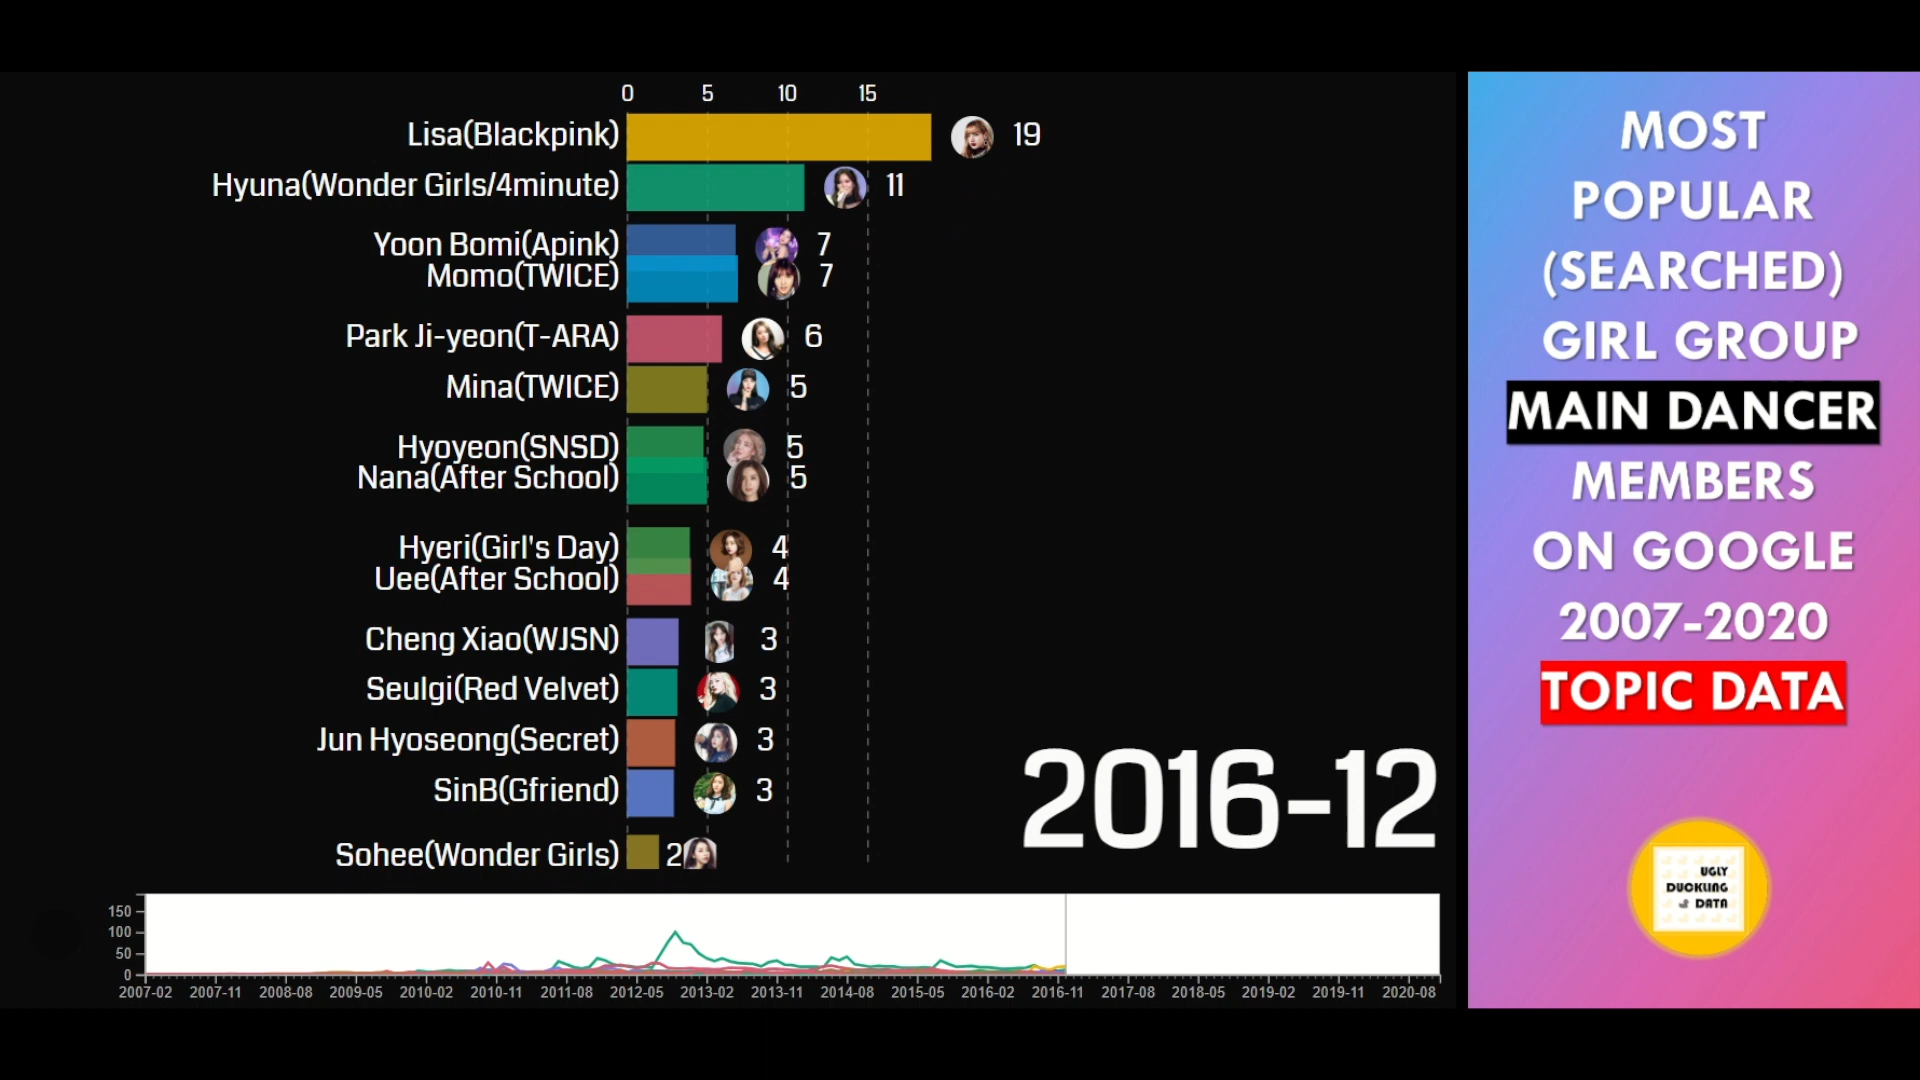 0 5 10 15
Lisa(Blackpink) 19
Hyuna(Wonder Girls/4minute) 11
Yoon Bomi(Apink) 7
Momo(TWICE) 7
Park Ji-yeon(T-ARA) 6
Mina(TWICE) 5
Hyoyeon(SNSD) 5
Nana(After School) 5
Hyeri(Girl's Day) 4
Uee(After School) 4
Cheng Xiao(WJSN) 3
Seulgi(Red Velvet) 3
Jun Hyoseong(Secret) 3
SinB(Gfriend) 3
Sohee(Wonder Girls) 2
2016-12
150
100
50
0
2007-02 2007-11 2008-08 2009-05 2010-02 2010-11 2011-08 2012-05 2013-02 2013-11 2014-08 2015-05 2016-02 2016-11 2017-08 2018-05 2019-02 2019-11 2020-08
MOST
POPULAR
(SEARCHED)
GIRL GROUP
MAIN DANCER
MEMBERS
ON GOOGLE
2007-2020
TOPIC DATA
UGLY
DUCKLING
DATA